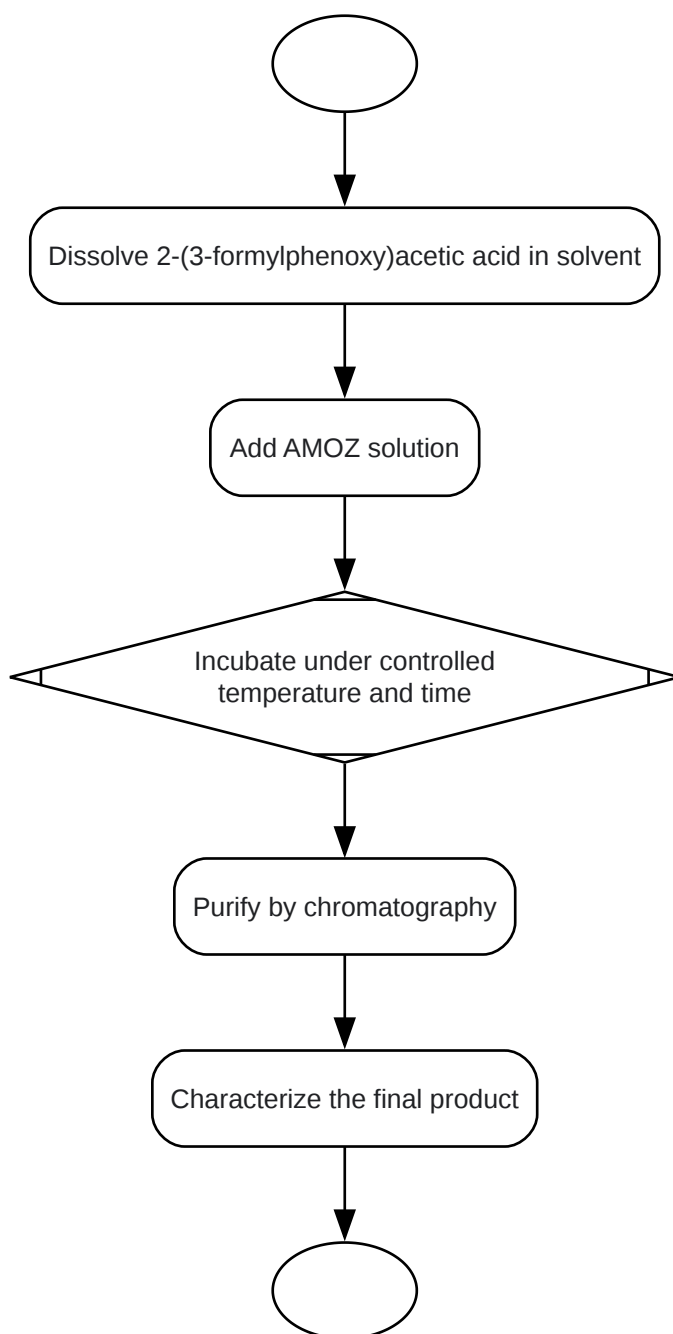 Dissolve 2-(3-formylphenoxy)acetic acid in solvent
Add AMOZ solution
Incubate under controlled
temperature and time
Purify by chromatography
Characterize the final product